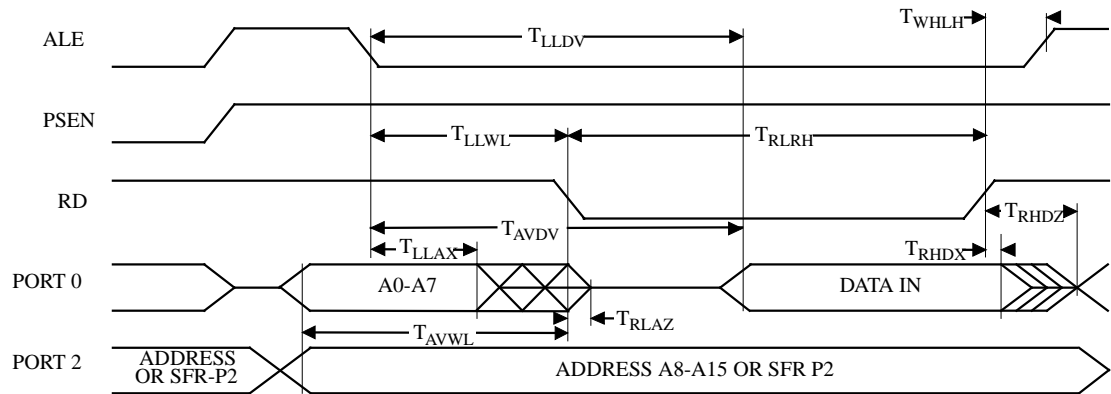 T_WHLH
ALE
T_LLDV
PSEN
T_LLWL
T_RLRH
RD
T_AVDV
T_RHDZ
T_LLAX
T_RHDX
PORT 0
A0-A7
DATA IN
T_RLAZ
T_AVWL
PORT 2
ADDRESS
OR SFR-P2
ADDRESS A8-A15 OR SFR P2